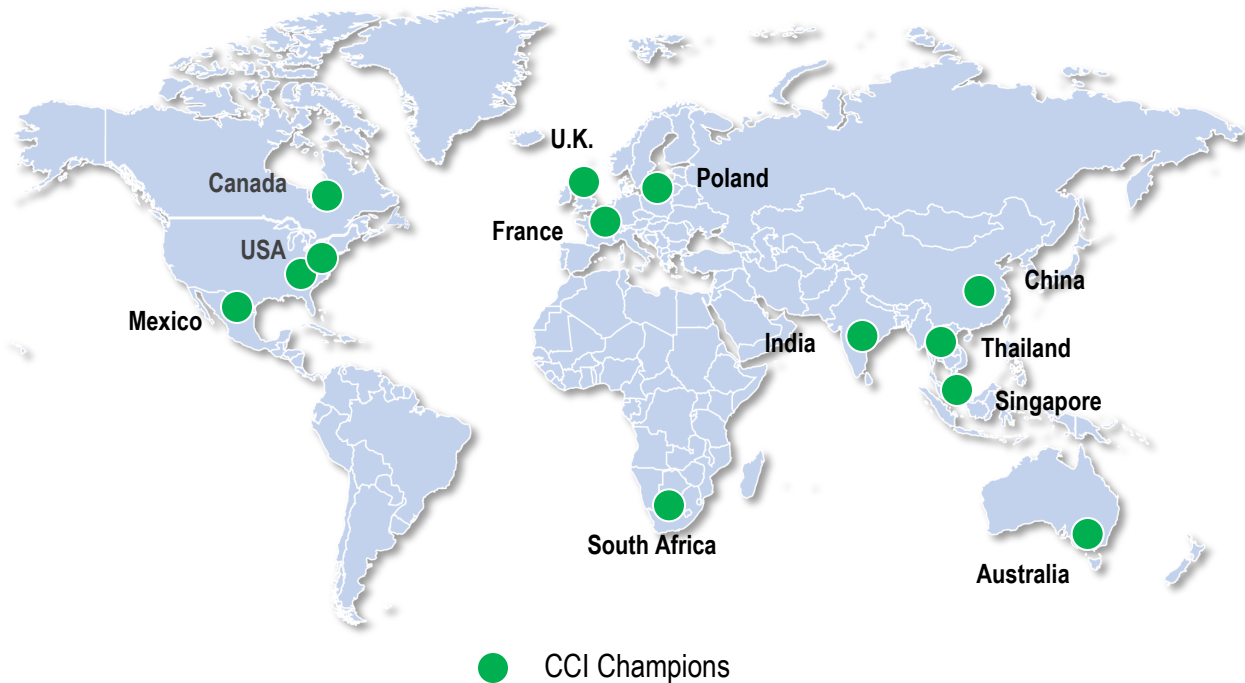 U.K.
Canada
Poland
France
USA
China
Mexico
India
Thailand
Singapore
South Africa
Australia
CCI Champions